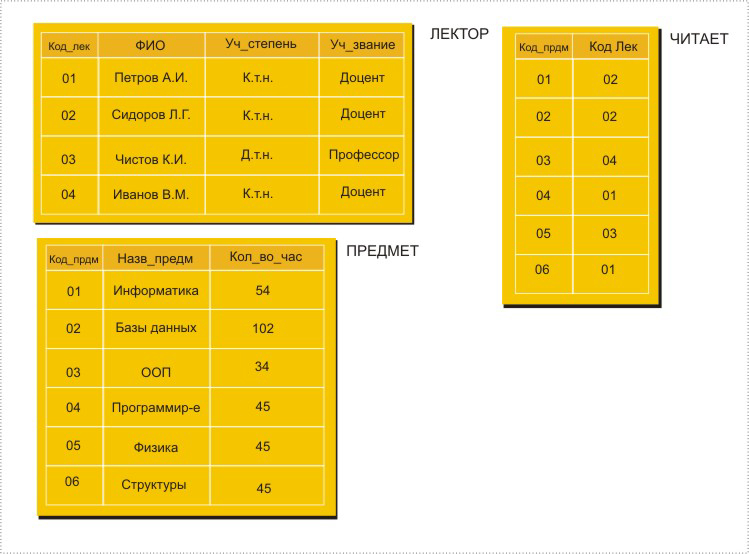 ЛЕКТОР
Код_лек ФИО Уч_степень Уч_звание
01 Петров А.И. К.т.н. Доцент
02 Сидоров Л.Г. К.т.н. Доцент
03 Чистов К.И. Д.т.н. Профессор
04 Иванов В.М. К.т.н. Доцент
ЧИТАЕТ
Код_прдм Код Лек
01 02
02 02
03 04
04 01
05 03
06 01
ПРЕДМЕТ
Код_прдм Назв_предм Кол_во_час
01 Информатика 54
02 Базы данных 102
03 ООП 34
04 Программир-е 45
05 Физика 45
06 Структуры 45